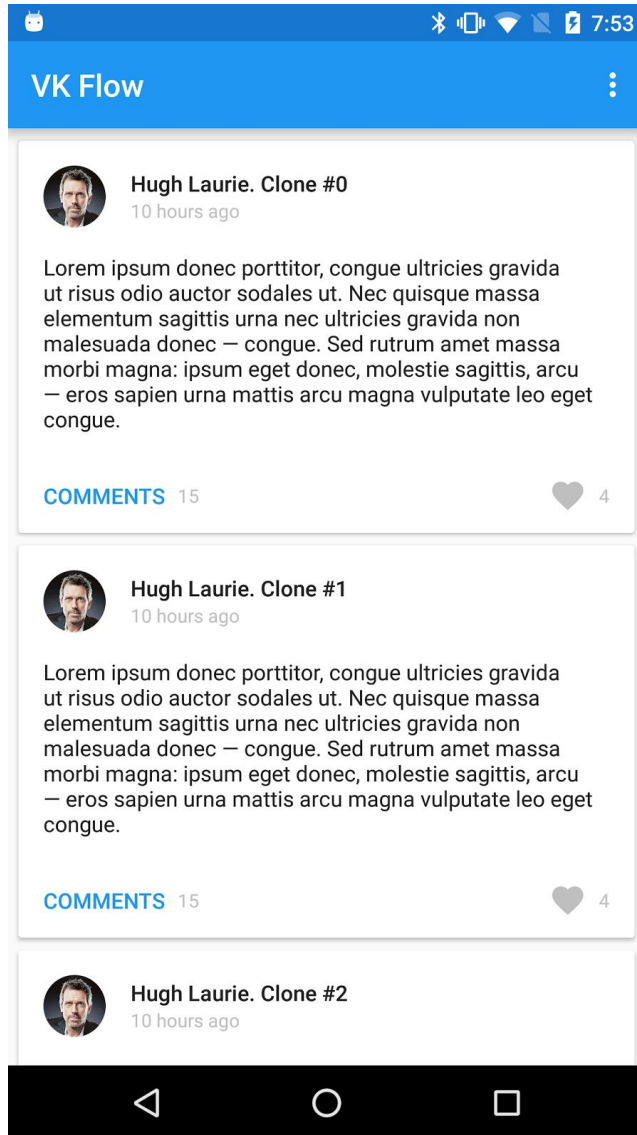 7:53
VK Flow
Hugh Laurie. Clone #0
10 hours ago
Lorem ipsum donec porttitor, congue ultricies gravida
ut risus odio auctor sodales ut. Nec quisque massa
elementum sagittis urna nec ultricies gravida non
malesuada donec — congue. Sed rutrum amet massa
morbi magna: ipsum eget donec, molestie sagittis, arcu
— eros sapien urna mattis arcu magna vulputate leo eget
congue.
COMMENTS 15 4
Hugh Laurie. Clone #1
10 hours ago
Lorem ipsum donec porttitor, congue ultricies gravida
ut risus odio auctor sodales ut. Nec quisque massa
elementum sagittis urna nec ultricies gravida non
malesuada donec — congue. Sed rutrum amet massa
morbi magna: ipsum eget donec, molestie sagittis, arcu
— eros sapien urna mattis arcu magna vulputate leo eget
congue.
COMMENTS 15 4
Hugh Laurie. Clone #2
10 hours ago